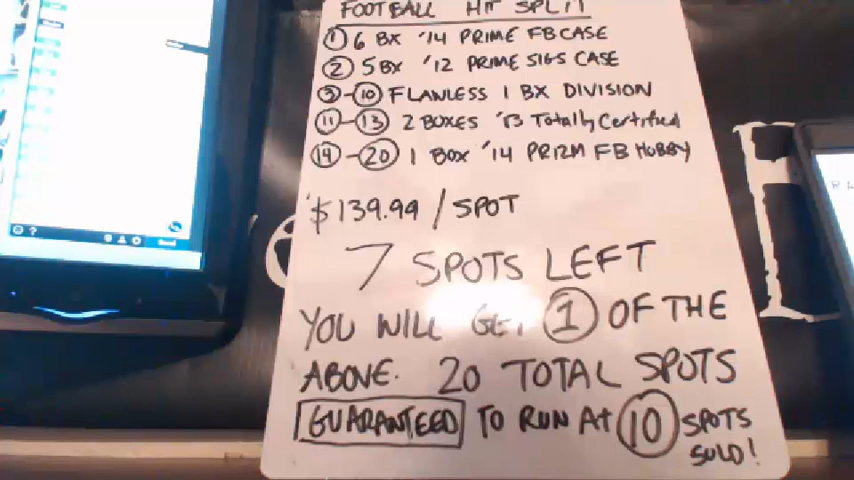 FOOTBALL HIT SPLIT
① 6 BX '14 PRIME FB CASE
② 5 BX '12 PRIME SIGS CASE
③-⑩ FLAWLESS 1 BX DIVISION
⑪-⑬ 2 BOXES '13 Totally Certified
⑭-⑳ 1 BOX '14 PRIZM FB HOBBY
$139.99 / SPOT
7 SPOTS LEFT
YOU WILL GET ① OF THE
ABOVE. 20 TOTAL SPOTS
GUARANTEED TO RUN AT ⑩ SPOTS
SOLD!